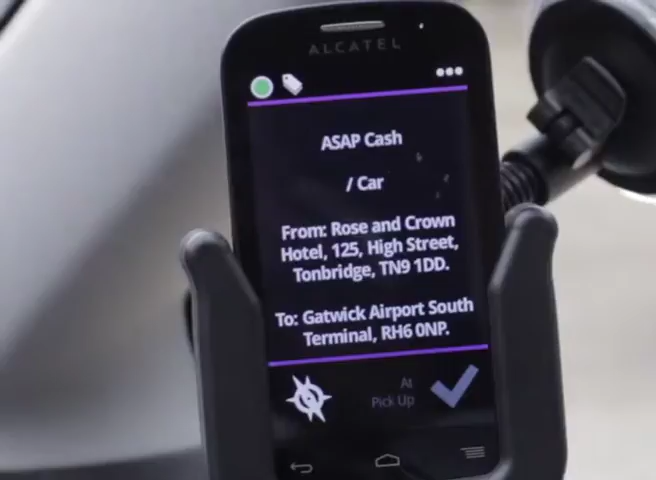 ALCATEL
ASAP Cash
/ Car
From: Rose and Crown
Hotel, 125, High Street,
Tonbridge, TN9 1DD.
To: Gatwick Airport South
Terminal, RH6 0NP.
At
Pick Up